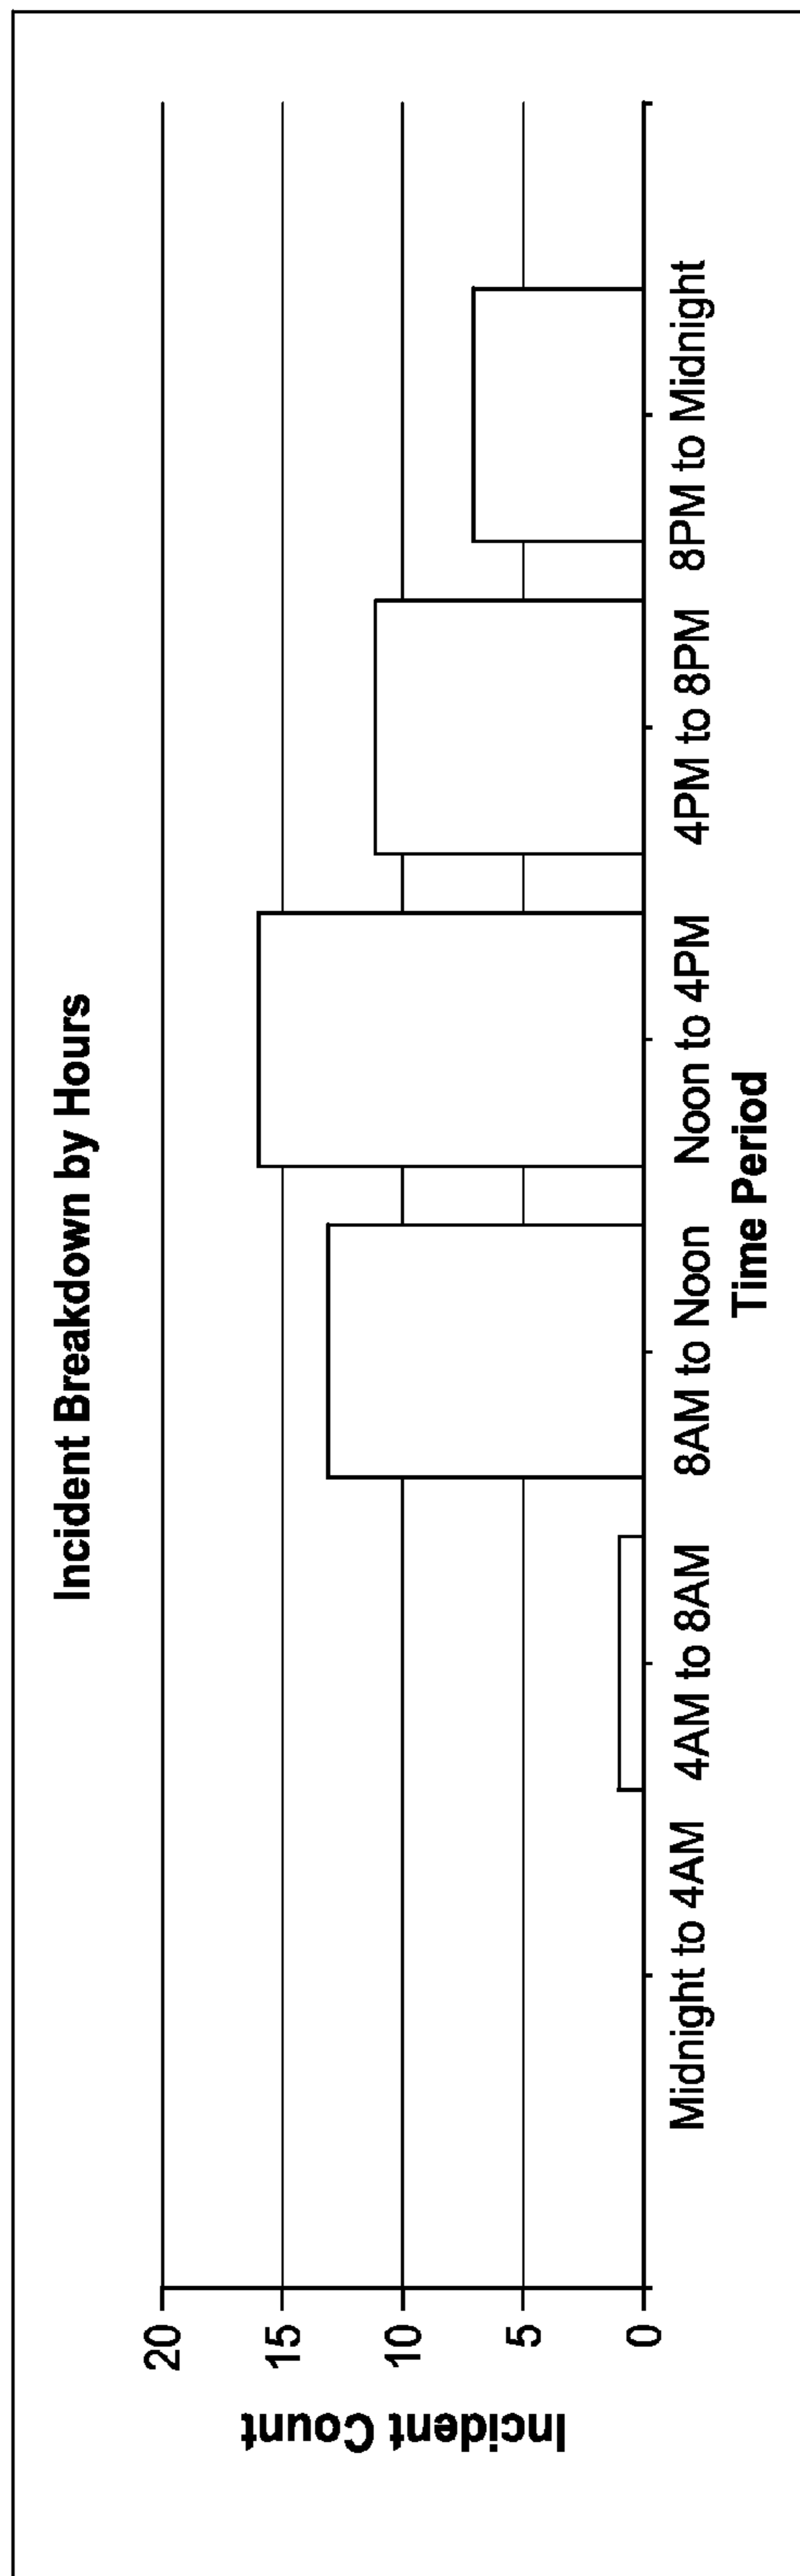 Incident Breakdown by Hours
Incident Count
20
15
10
5
0
Midnight to 4AM
4AM to 8AM
8AM to Noon
Noon to 4PM
4PM to 8PM
8PM to Midnight
Time Period